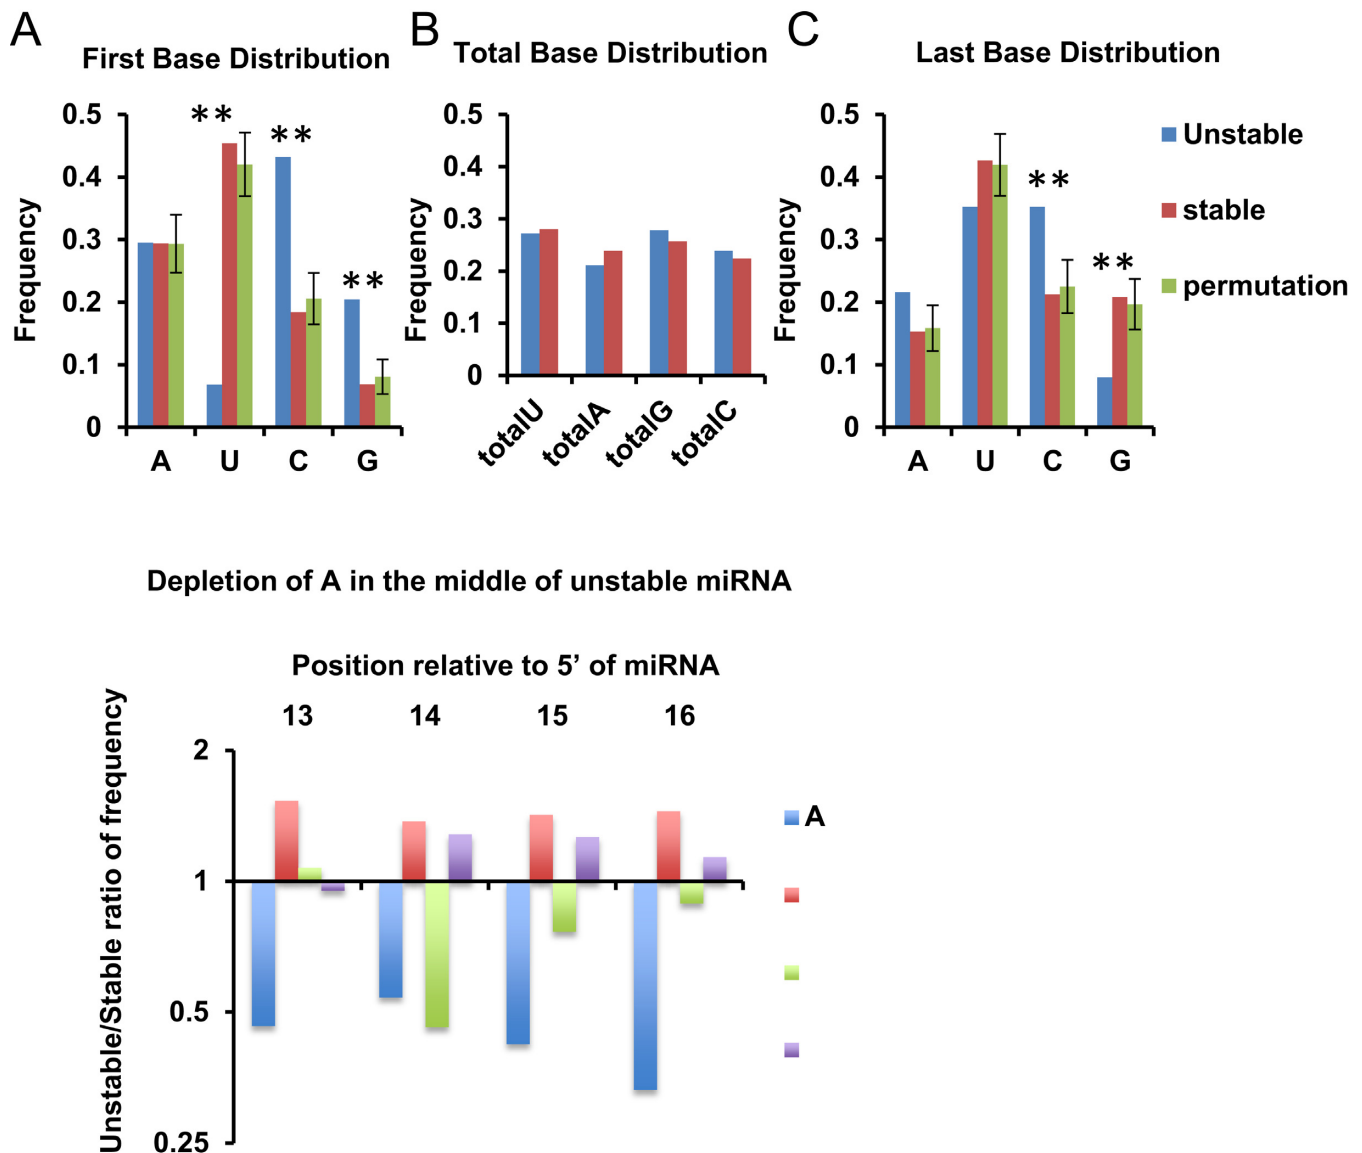 A
First Base Distribution
Frequency
0.5
0.4
0.3
0.2
0.1
0
** ** **
A U C G
B
Total Base Distribution
Frequency
0.5
0.4
0.3
0.2
0.1
0
totalU totalA totalG totalC
C
Last Base Distribution
Frequency
0.5
0.4
0.3
0.2
0.1
0
** **
A U C G
Unstable
stable
permutation
Depletion of A in the middle of unstable miRNA
Position relative to 5’ of miRNA
13 14 15 16
Unstable/Stable ratio of frequency
2
1
0.5
0.25
A